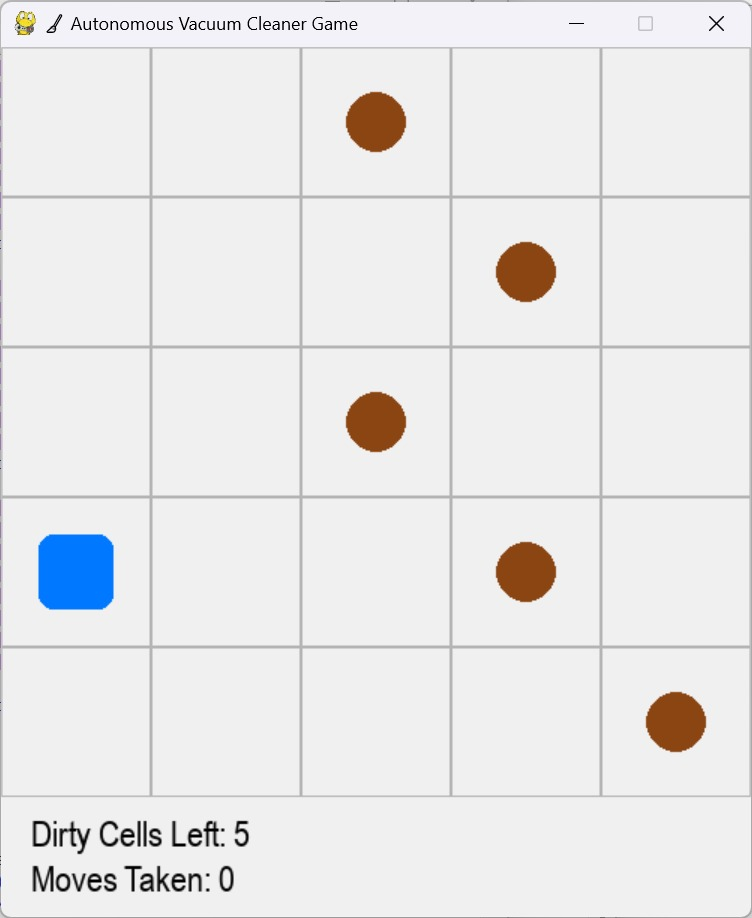 Autonomous Vacuum Cleaner Game
Dirty Cells Left: 5
Moves Taken: 0